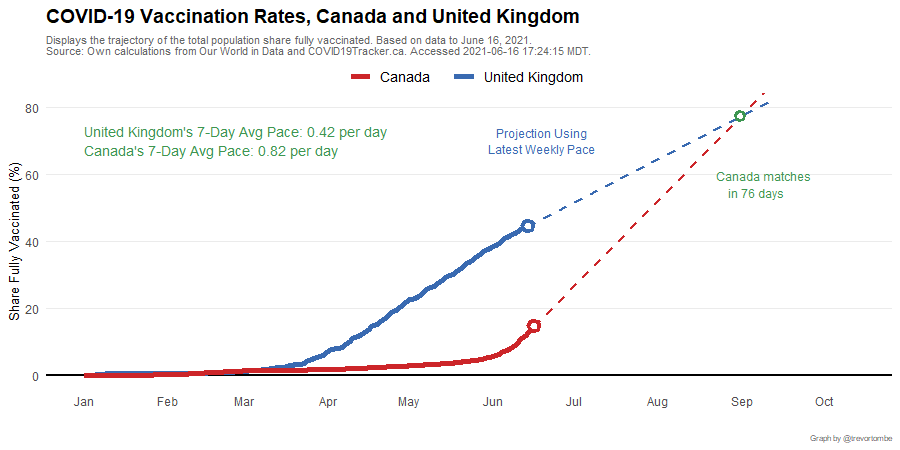 COVID-19 Vaccination Rates, Canada and United Kingdom
Displays the trajectory of the total population share fully vaccinated. Based on data to June 16, 2021.
Source: Own calculations from Our World in Data and COVID19Tracker.ca. Accessed 2021-06-16 17:24:15 MDT.
Canada United Kingdom
United Kingdom's 7-Day Avg Pace: 0.42 per day
Canada's 7-Day Avg Pace: 0.82 per day
Projection Using
Latest Weekly Pace
Canada matches
in 76 days
Share Fully Vaccinated (%)
80
60
40
20
0
Jan Feb Mar Apr May Jun Jul Aug Sep Oct
Graph by @trevortombe